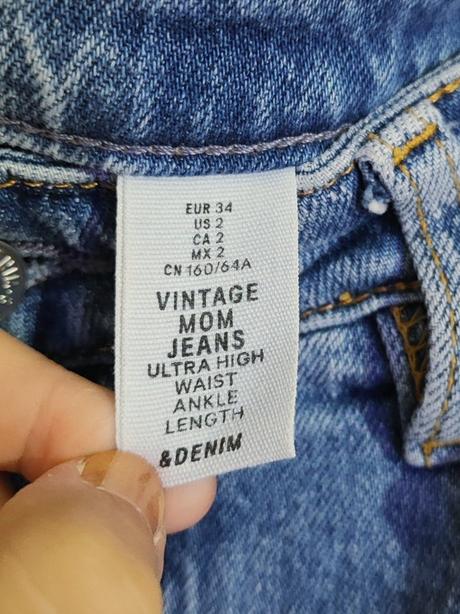 EUR 34
US 2
CA 2
MX 2
CN 160/64A
VINTAGE
MOM
JEANS
ULTRA HIGH
WAIST
ANKLE
LENGTH
&DENIM